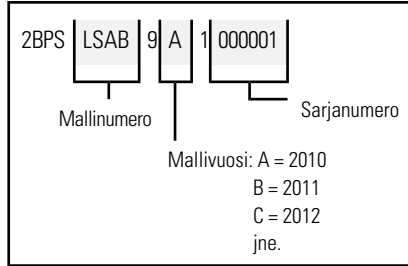 2BPS LSAB 9 A 1 000001
Mallinumero
Sarjanumero
Mallivuosi: A = 2010
B = 2011
C = 2012
jne.